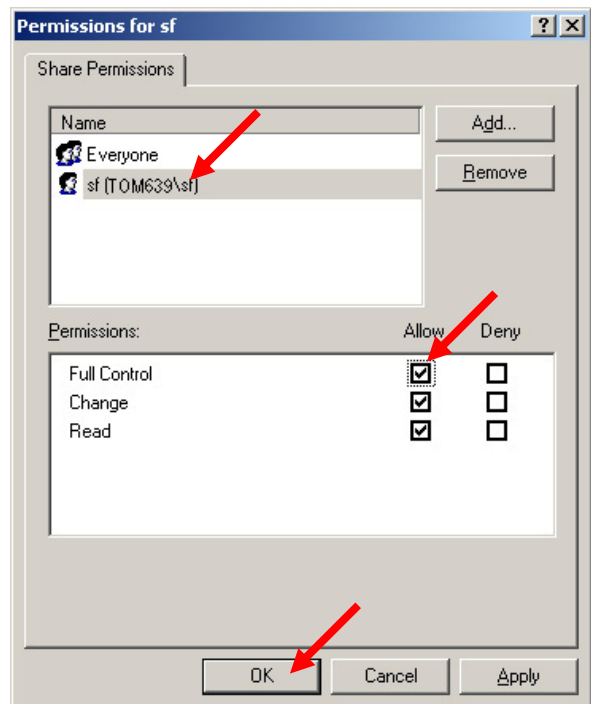 Permissions for sf
Share Permissions
Name
Add...
Everyone
sf (TOM639\sf)
Remove
Permissions: Allow Deny
Full Control
Change
Read
OK Cancel Apply